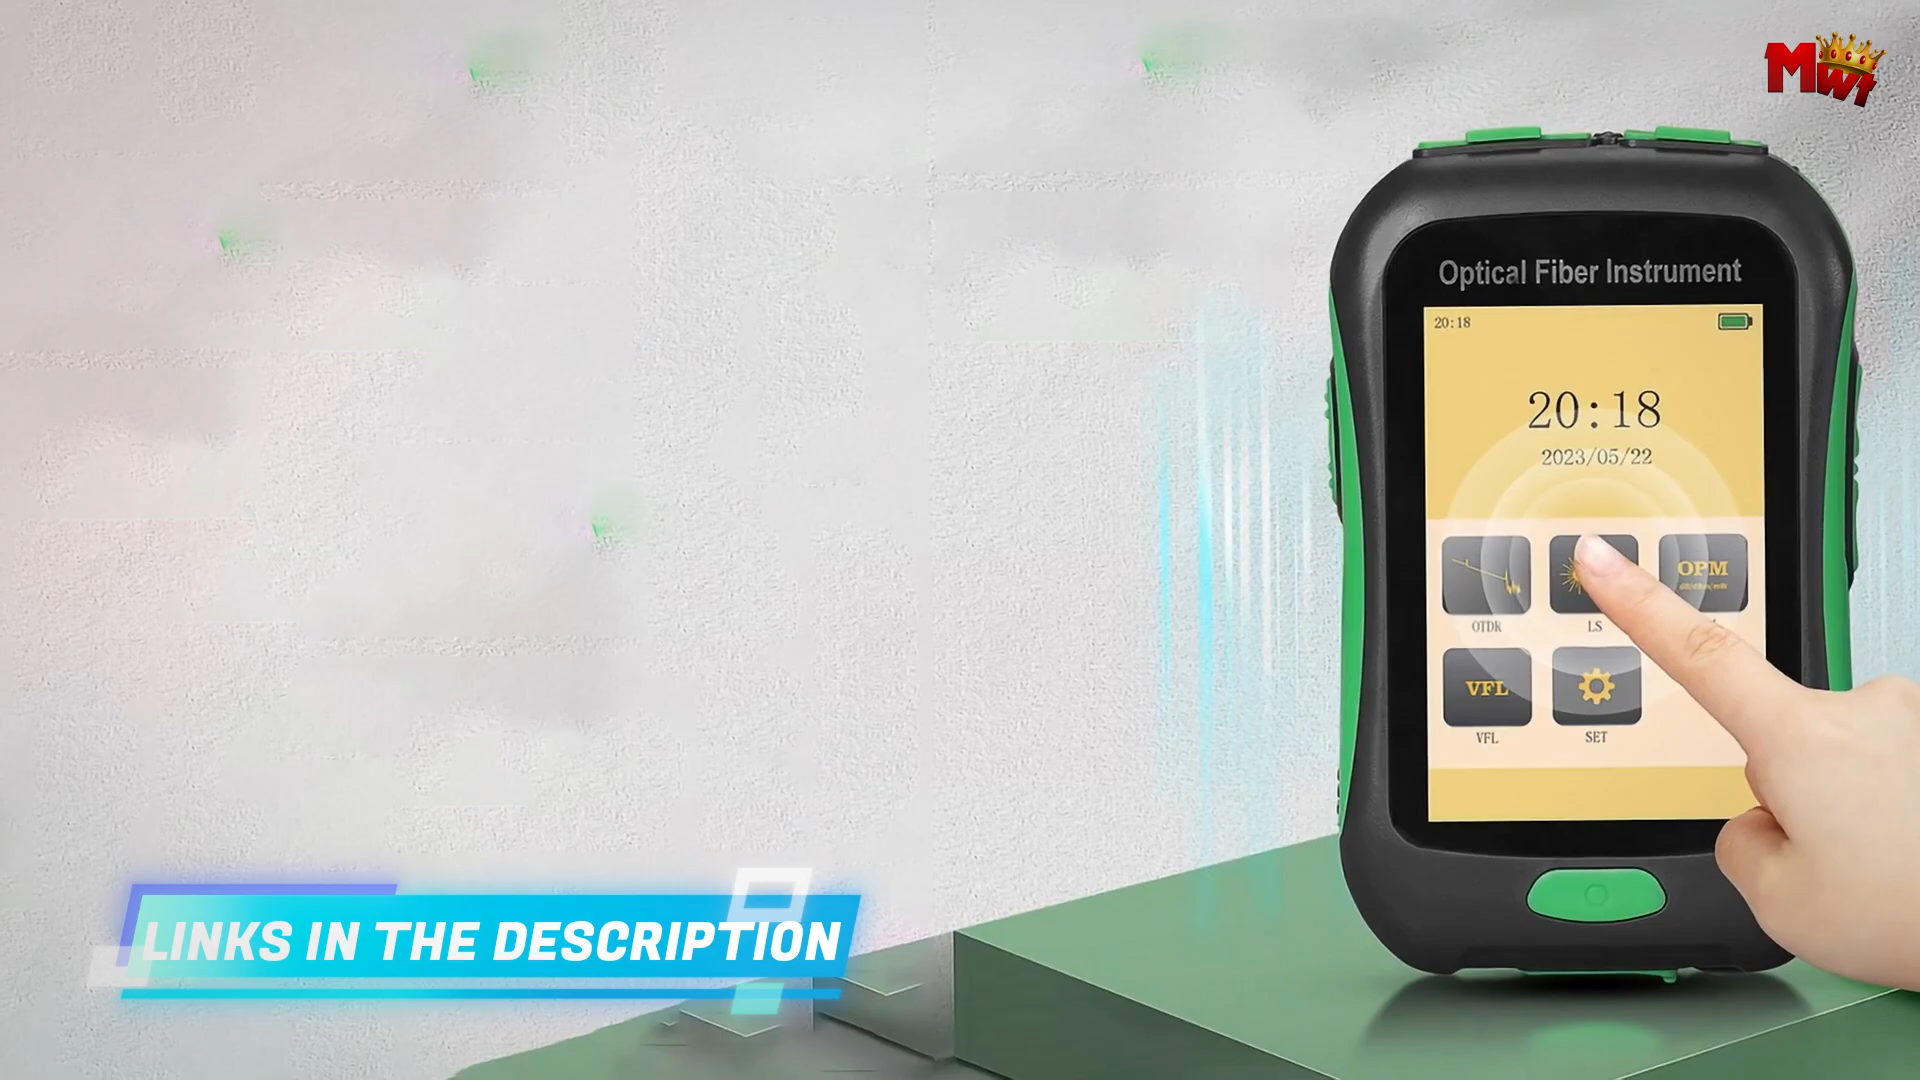 Mwt
Optical Fiber Instrument
20:18
20:18
2023/05/22
OPM
OTDR
LS
VFL
VFL
SET
LINKS IN THE DESCRIPTION